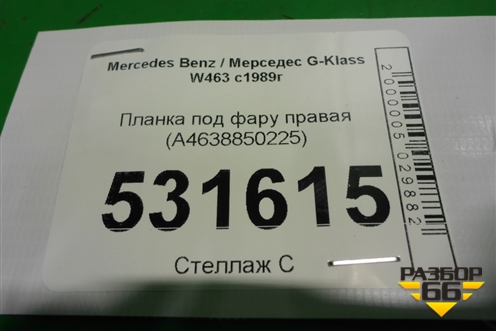 Mercedes Benz / Мерседес G-Klass
W463 с1989г
Планка под фару правая
(A4638850225)
531615
Стеллаж С
2000005029882
РАЗБОР
66